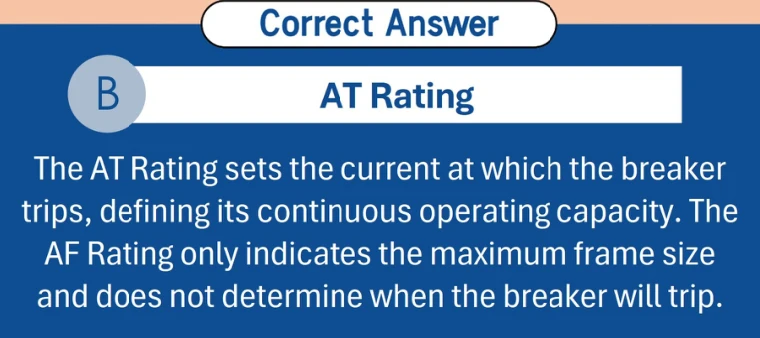 Correct Answer
B
AT Rating
The AT Rating sets the current at which the breaker
trips, defining its continuous operating capacity. The
AF Rating only indicates the maximum frame size
and does not determine when the breaker will trip.